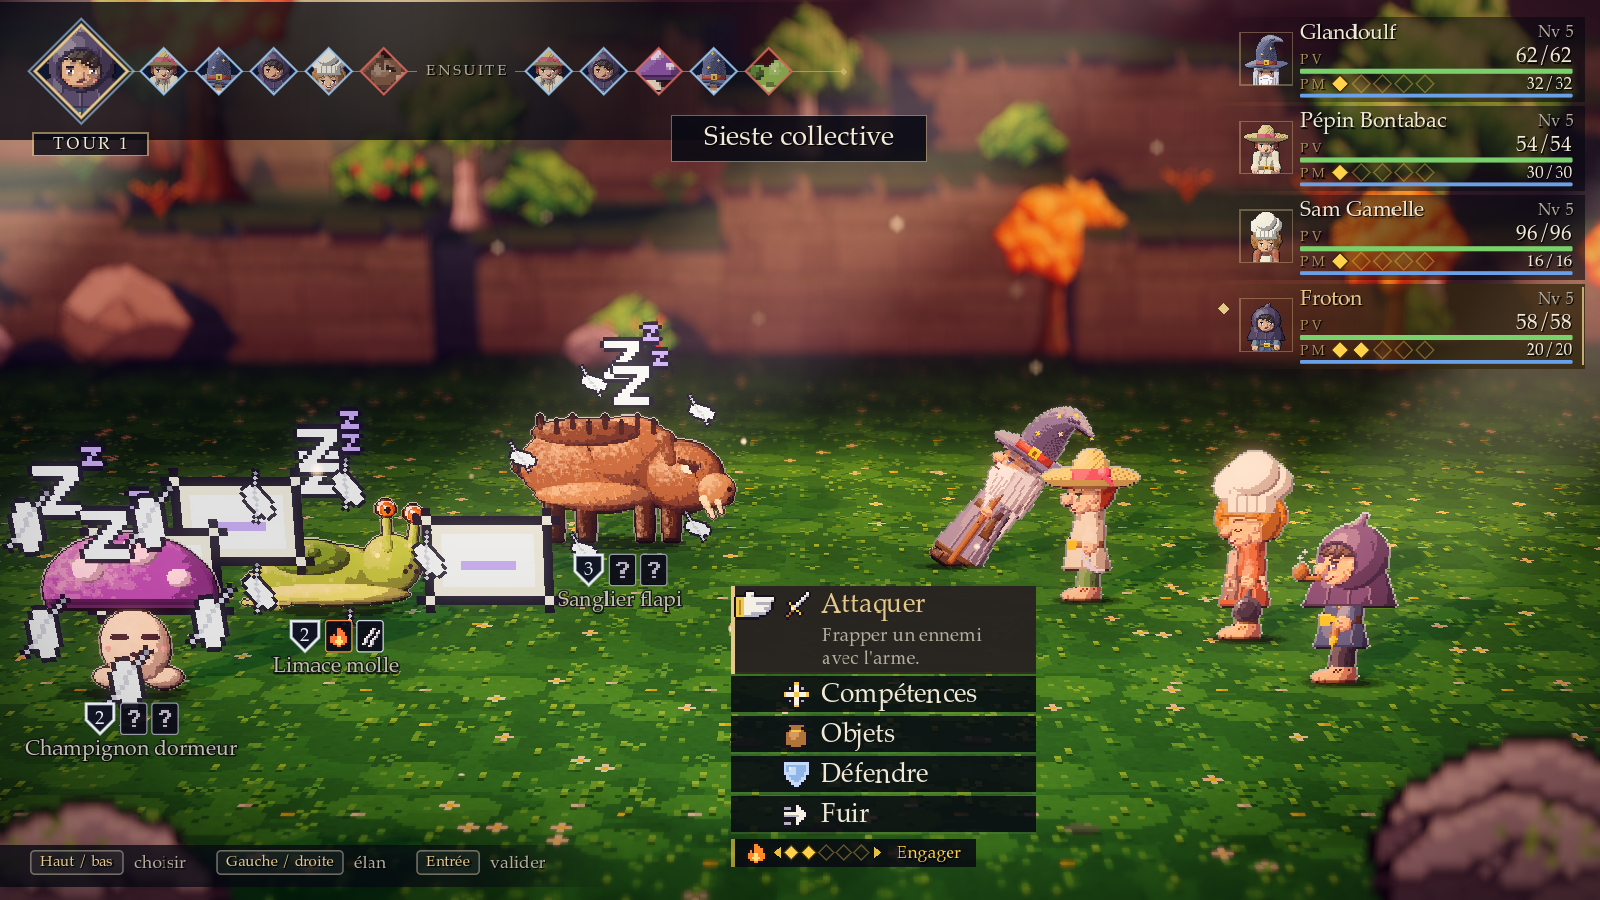 ENSUITE
TOUR 1
Sieste collective
Glandoulf Nv 5
PV 62/62
PM 32/32
Pépin Bontabac Nv 5
PV 54/54
PM 30/30
Sam Gamelle Nv 5
PV 96/96
PM 16/16
Froton Nv 5
PV 58/58
PM 20/20
Z Z Z Z
Z Z Z
Z Z
Z
3 ? ?
Sanglier flapi
2
Limace molle
2 ? ?
Champignon dormeur
Attaquer
Frapper un ennemi
avec l'arme.
Compétences
Objets
Défendre
Fuir
Engager
Haut / bas choisir Gauche / droite élan Entrée valider